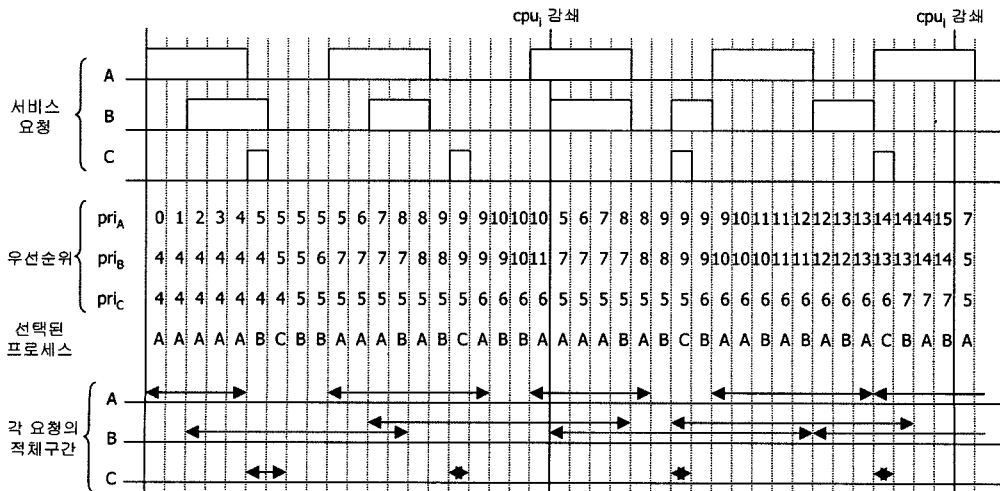 cpui 감쇄
cpui 감쇄
서비스
요청
A
B
C
우선순위
priA 0 1 2 3 4 5 5 5 5 5 6 7 8 8 9 9 9 10 10 10 5 6 7 8 8 9 9 9 9 10 11 11 12 12 13 13 14 14 14 15 7
priB 4 4 4 4 4 4 5 5 6 7 7 7 7 8 8 9 9 9 10 11 7 7 7 7 8 8 9 9 10 10 10 11 11 12 12 13 13 13 14 14 5
priC 4 4 4 4 4 4 4 5 5 5 5 5 5 5 5 5 6 6 6 6 5 5 5 5 5 5 5 6 6 6 6 6 6 6 6 6 6 7 7 7 5
선택된
프로세스
A A A A A B C B B A A A B A B C A B B A A A A B A B C B A A B A B A B A C B A B A
각 요청의
적체구간
A
B
C